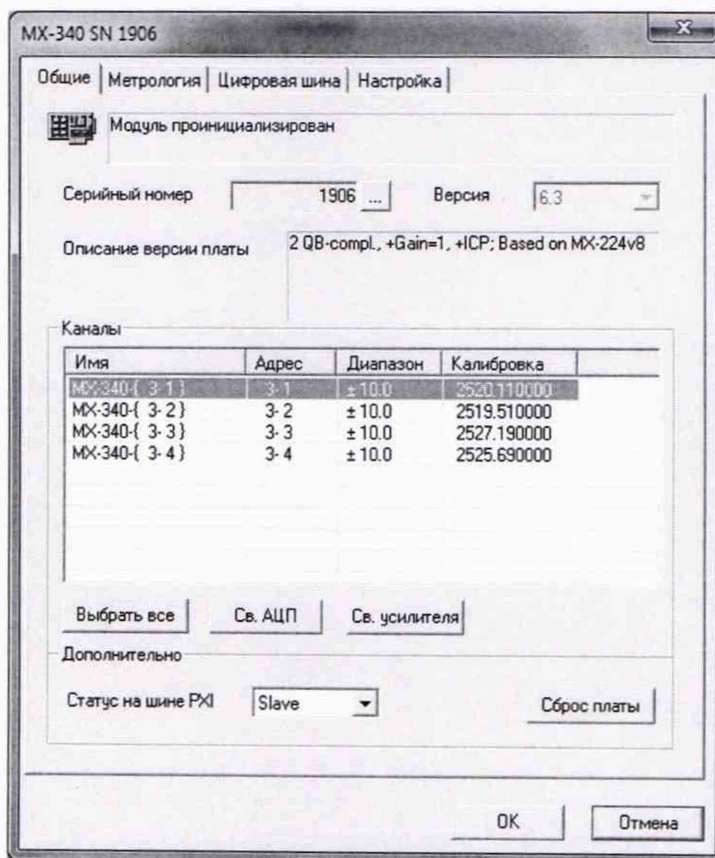 MX-340 SN 1906
Общие Метрология Цифровая шина Настройка
Модуль проинициализирован
Серийный номер 1906 ... Версия 6.3
Описание версии платы 2 QB-compl., +Gain=1, +ICP; Based on MX-224v8
Каналы
Имя Адрес Диапазон Калибровка
MX-340-{ 3- 1 } 3- 1 ± 10.0 2520.110000
MX-340-{ 3- 2 } 3- 2 ± 10.0 2519.510000
MX-340-{ 3- 3 } 3- 3 ± 10.0 2527.190000
MX-340-{ 3- 4 } 3- 4 ± 10.0 2525.690000
Выбрать все Св. АЦП Св. усилителя
Дополнительно
Статус на шине PXI Slave Сброс платы
OK Отмена